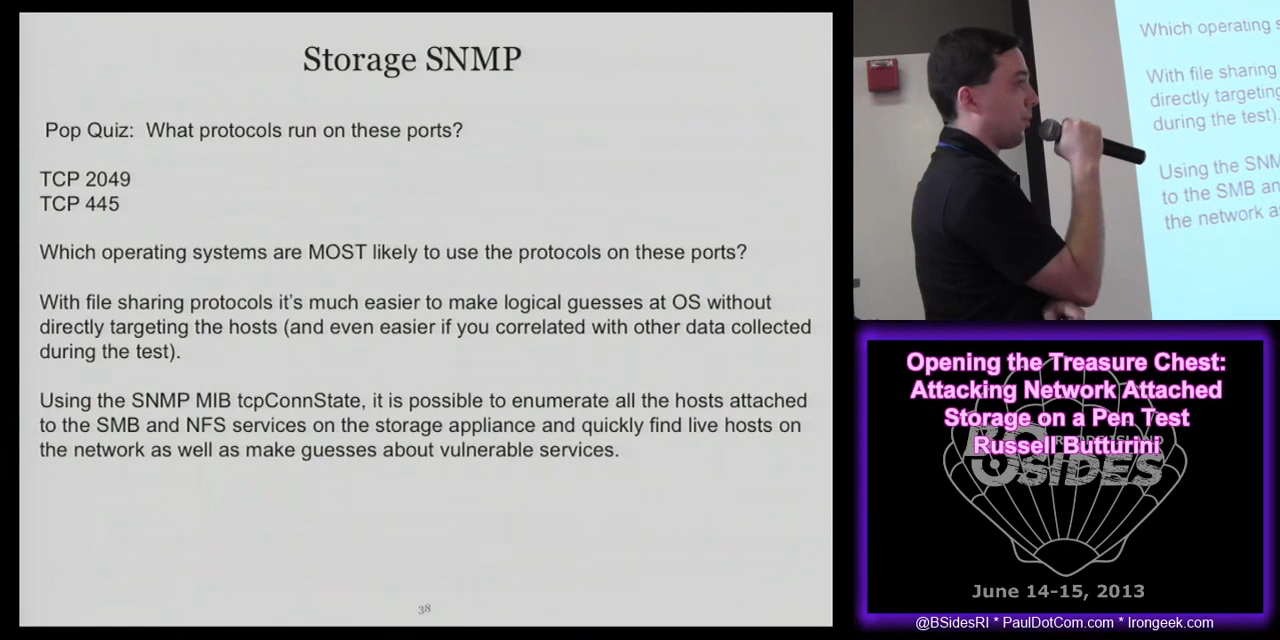 Storage SNMP
Pop Quiz:  What protocols run on these ports?
TCP 2049
TCP 445
Which operating systems are MOST likely to use the protocols on these ports?
With file sharing protocols it's much easier to make logical guesses at OS without
directly targeting the hosts (and even easier if you correlated with other data collected
during the test).
Using the SNMP MIB tcpConnState, it is possible to enumerate all the hosts attached
to the SMB and NFS services on the storage appliance and quickly find live hosts on
the network as well as make guesses about vulnerable services.
38
Which operating s
With file sharing
directly targeting
during the test).
Using the SNM
to the SMB an
the network a
Opening the Treasure Chest:
Attacking Network Attached
Storage on a Pen Test
Russell Butturini
BSIDES
June 14-15, 2013
@BSidesRI * PaulDotCom.com * Irongeek.com